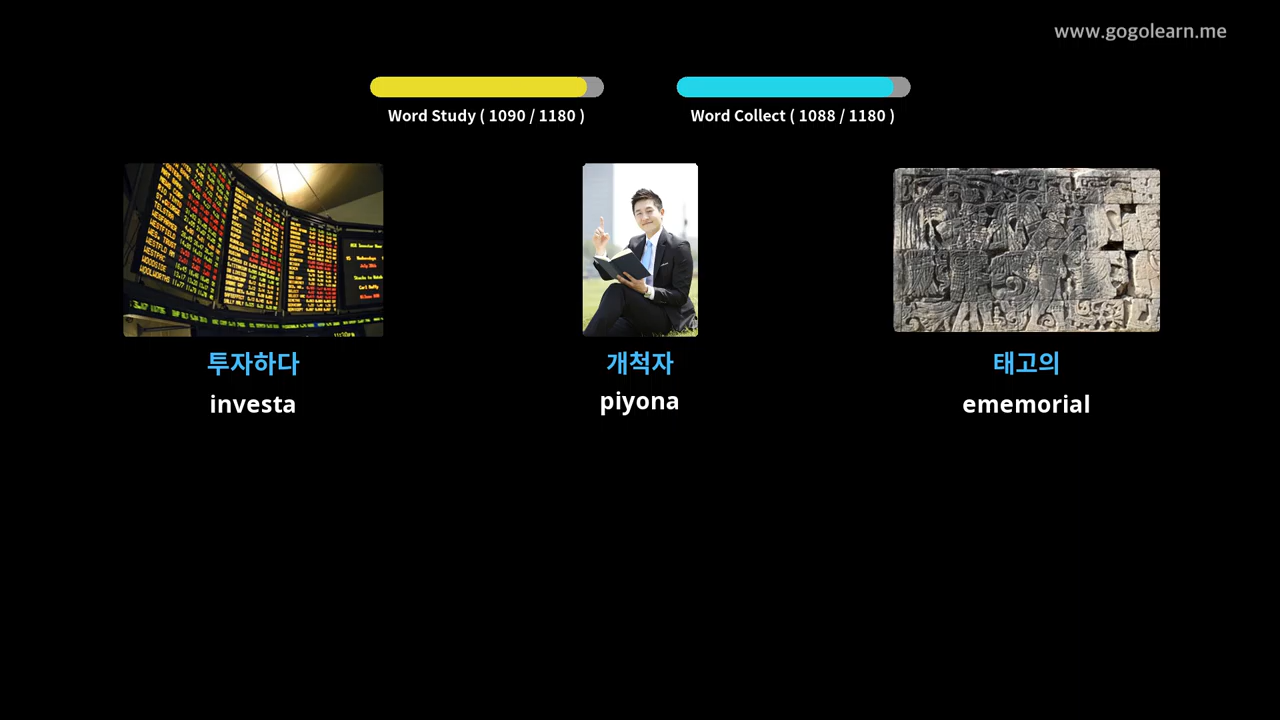 www.gogolearn.me
Word Study ( 1090 / 1180 )
Word Collect ( 1088 / 1180 )
투자하다
개척자
태고의
investa
piyona
ememorial